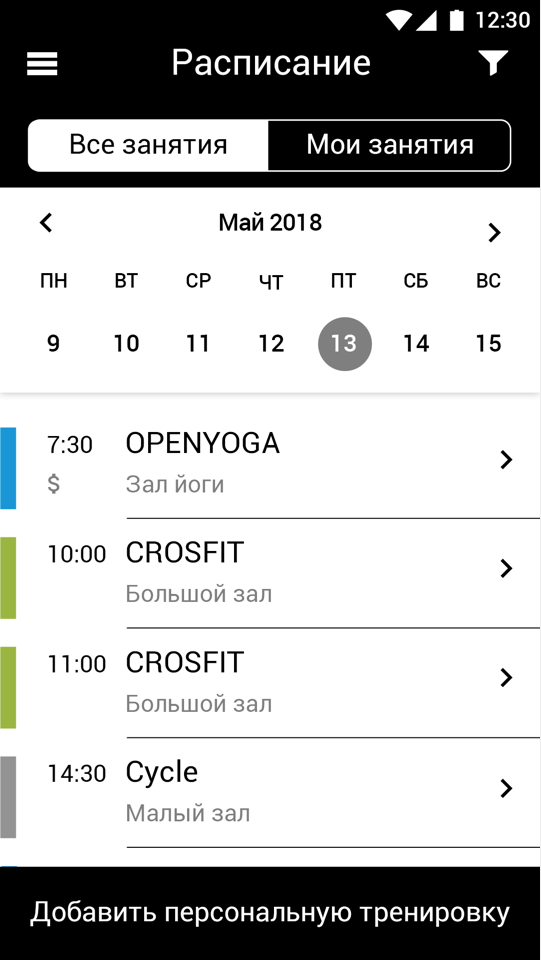 12:30
Расписание
Все занятия Мои занятия
Май 2018
ПН ВТ СР ЧТ ПТ СБ ВС
9 10 11 12 13 14 15
7:30 OPENYOGA
$ Зал йоги
10:00 CROSFIT
Большой зал
11:00 CROSFIT
Большой зал
14:30 Cycle
Малый зал
Добавить персональную тренировку